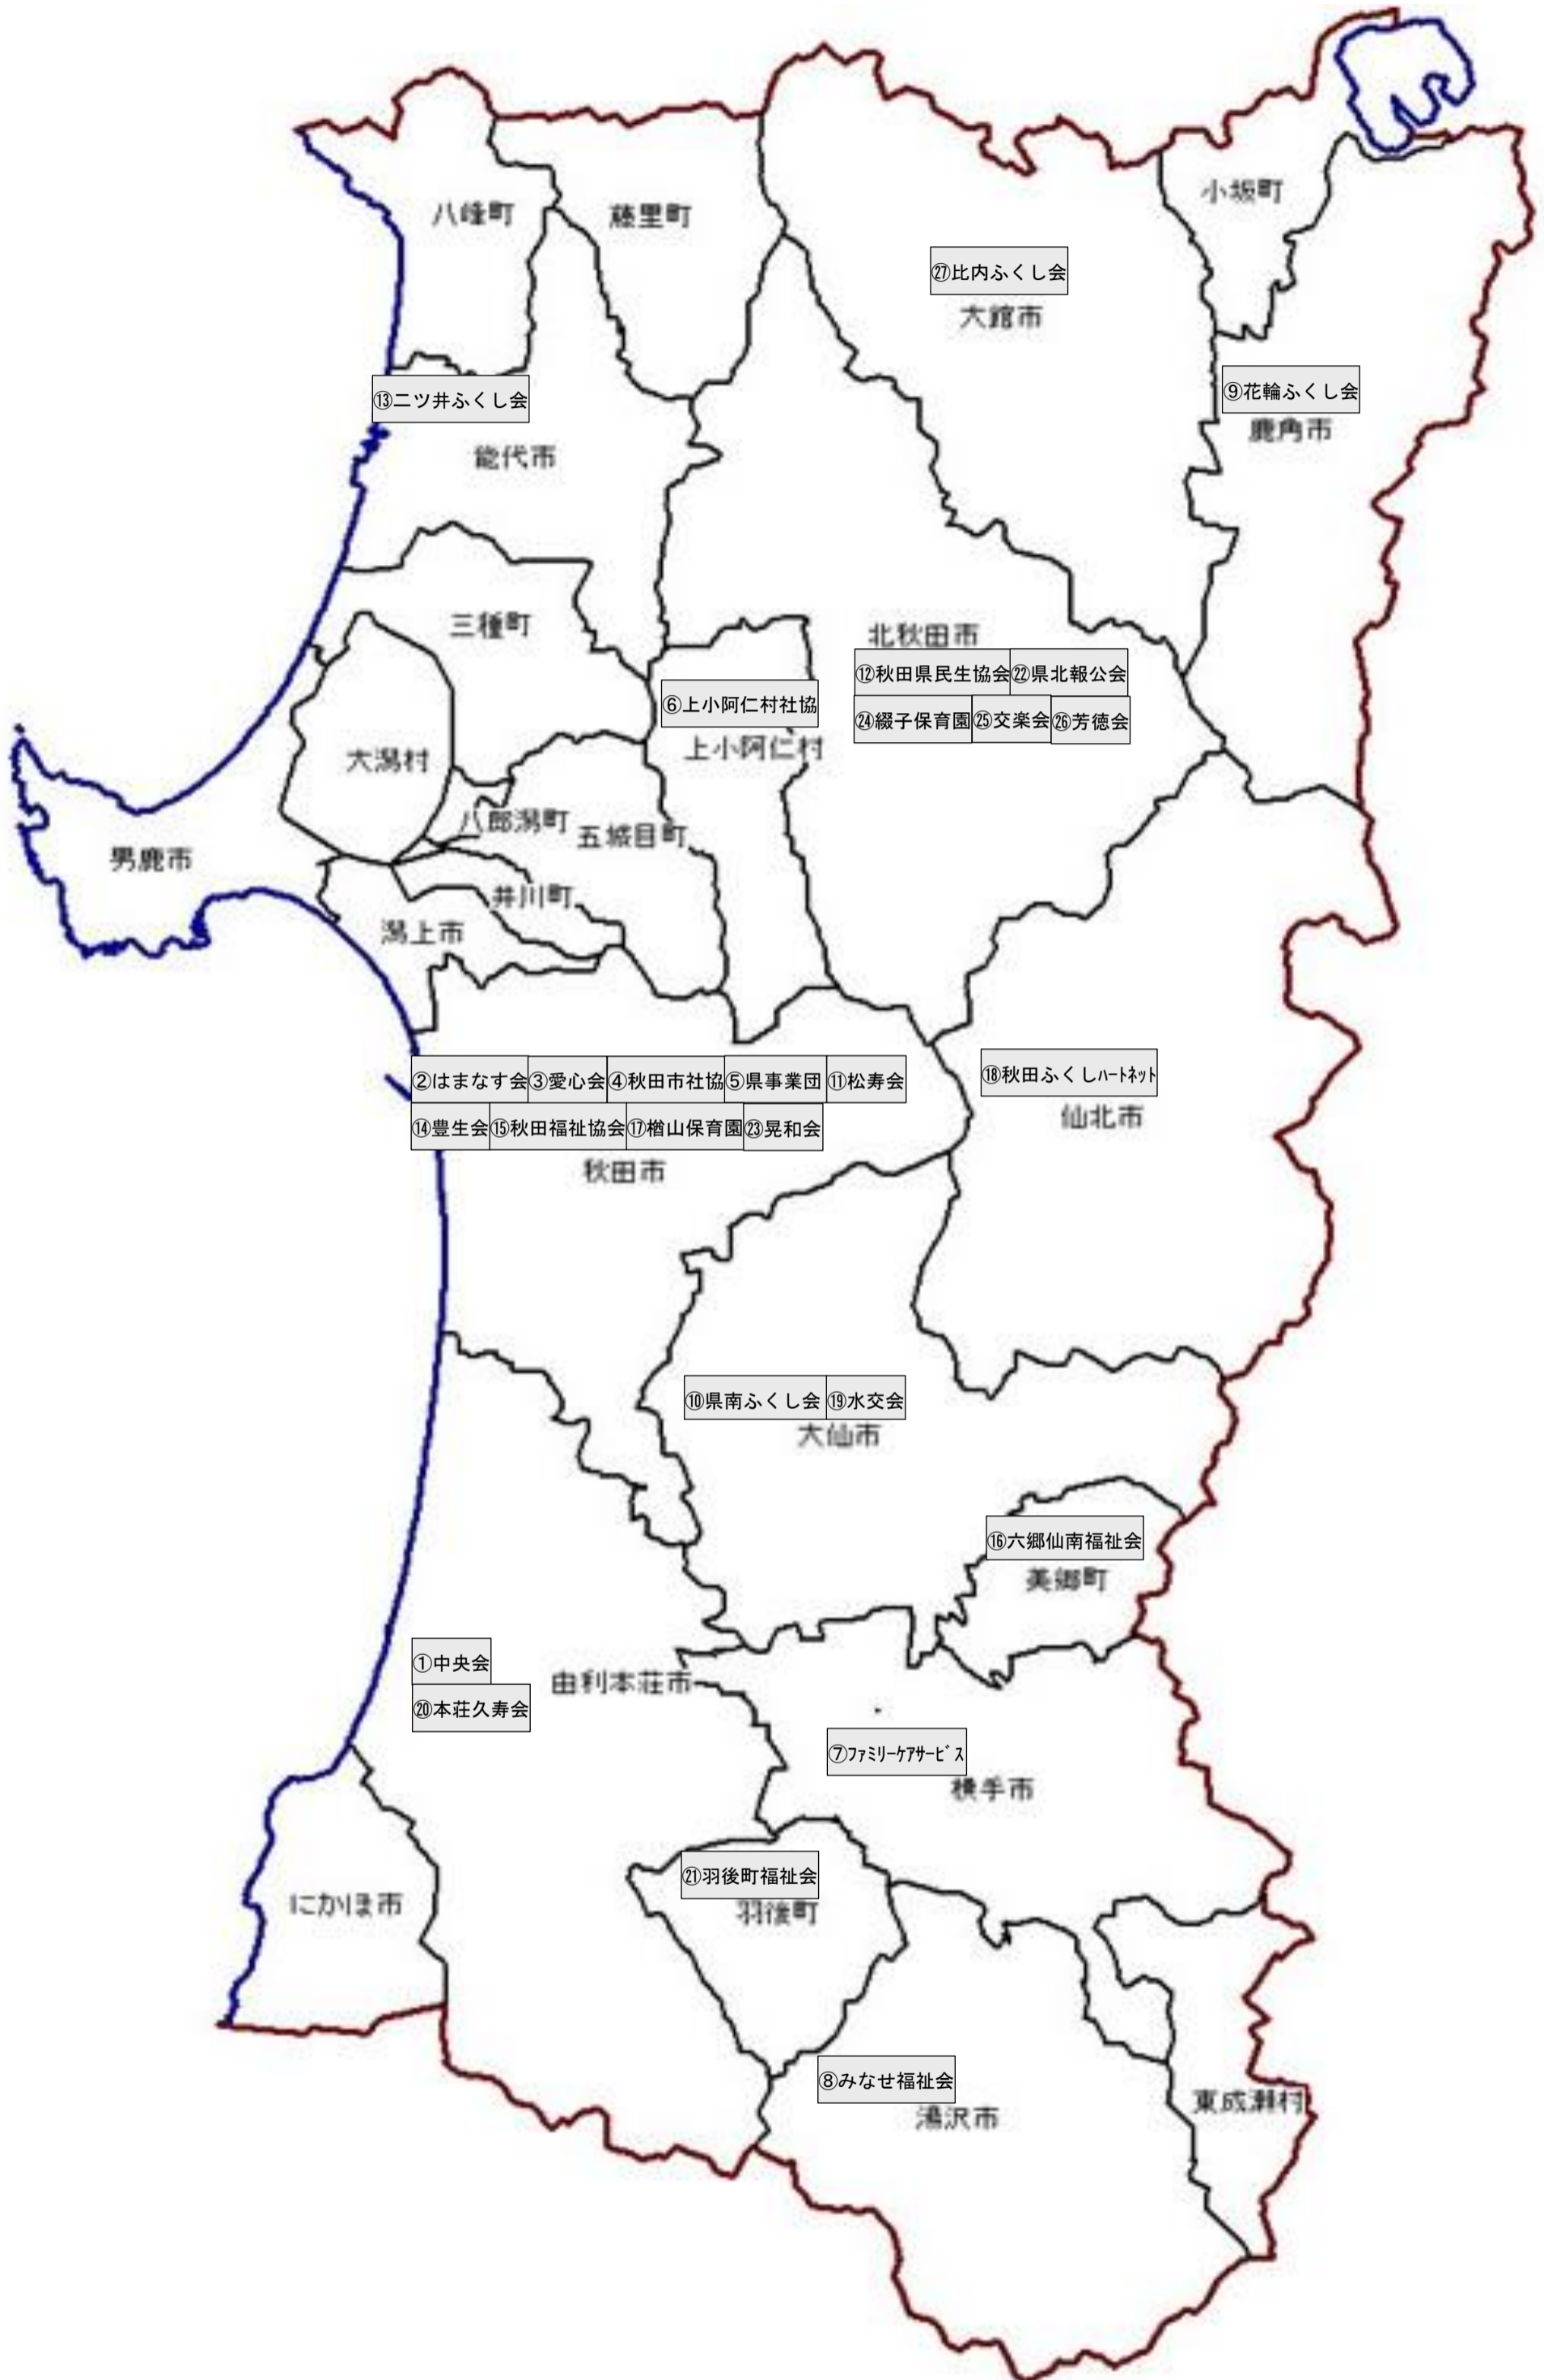 小坂町
八峰町
藤里町
㉗比内ふくし会
大館市
⑨花輪ふくし会
鹿角市
⑬二ツ井ふくし会
能代市
三種町
北秋田市
⑫秋田県民生協会 ㉒県北報公会
㉔綴子保育園 ㉕交楽会 ㉖芳徳会
⑥上小阿仁村社協
上小阿仁村
大潟村
八郎潟町
五城目町
男鹿市
井川町
潟上市
②はまなす会 ③愛心会 ④秋田市社協 ⑤県事業団 ⑪松寿会
⑭豊生会 ⑮秋田福祉協会 ⑰楢山保育園 ㉓晃和会
秋田市
⑱秋田ふくしﾊｰﾄﾈｯﾄ
仙北市
⑩県南ふくし会 ⑲水交会
大仙市
⑯六郷仙南福祉会
美郷町
①中央会
⑳本荘久寿会
由利本荘市
⑦ﾌｧﾐﾘｰｹｱｻｰﾋﾞｽ
横手市
㉑羽後町福祉会
羽後町
にかほ市
⑧みなせ福祉会
湯沢市
東成瀬村